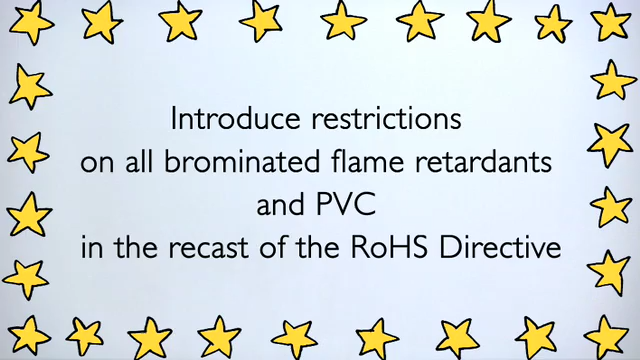 Introduce restrictions
on all brominated flame retardants
and PVC
in the recast of the RoHS Directive